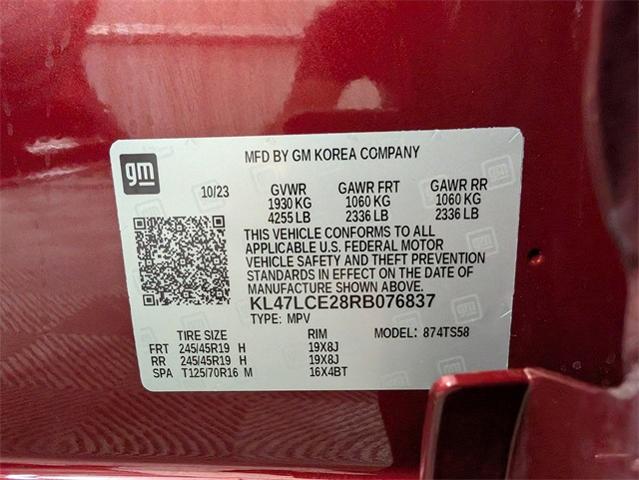 gm
MFD BY GM KOREA COMPANY
10/23 GVWR GAWR FRT GAWR RR
1930 KG 1060 KG 1060 KG
4255 LB 2336 LB 2336 LB
THIS VEHICLE CONFORMS TO ALL
APPLICABLE U.S. FEDERAL MOTOR
VEHICLE SAFETY AND THEFT PREVENTION
STANDARDS IN EFFECT ON THE DATE OF
MANUFACTURE SHOWN ABOVE.
KL47LCE28RB076837
TYPE: MPV
TIRE SIZE RIM MODEL: 874TS58
FRT 245/45R19 H 19X8J
RR 245/45R19 H 19X8J
SPA T125/70R16 M 16X4BT